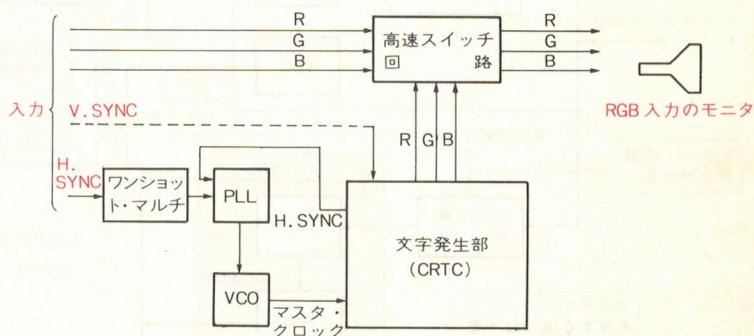 R
G
B
高速スイッチ
回 路
R
G
B
入力
V.SYNC
R G B
RGB入力のモニタ
H.
SYNC
ワンショッ
ト・マルチ
PLL
H.SYNC
文字発生部
(CRTC)
VCO
マスタ・
クロック